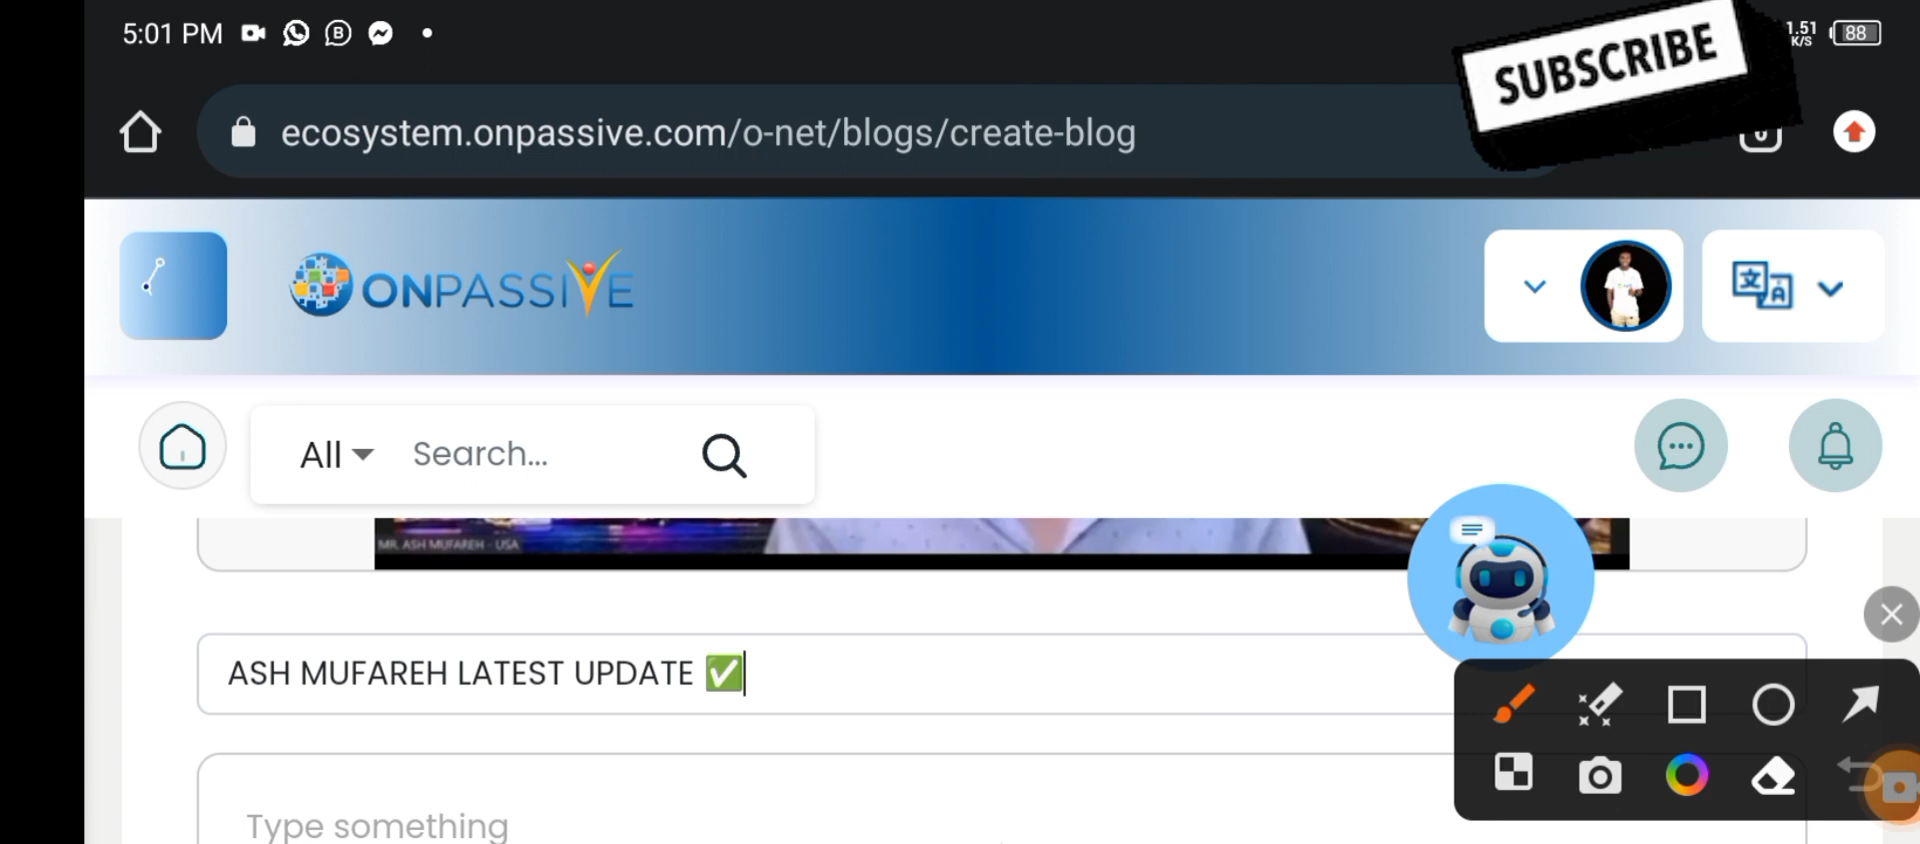 5:01 PM
SUBSCRIBE
1.51
K/S
88
ecosystem.onpassive.com/o-net/blogs/create-blog
ONPASSIVE
文
A
All
Search...
MR. ASH MUFAREH - USA
ASH MUFAREH LATEST UPDATE ✅
Type something